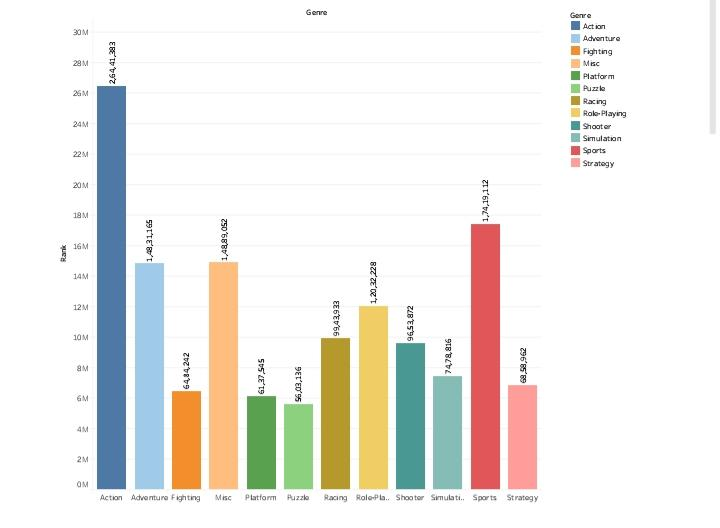 Genre
Rank
30M
28M
26M
24M
22M
20M
18M
16M
14M
12M
10M
8M
6M
4M
2M
0M
2,64,41,383
1,48,31,165
64,84,242
1,48,89,052
61,37,545
56,03,136
99,43,933
1,20,32,228
96,53,872
74,78,816
1,74,19,112
68,58,962
Action
Adventure
Fighting
Misc
Platform
Puzzle
Racing
Role-Pla..
Shooter
Simulati..
Sports
Strategy
Genre
Action
Adventure
Fighting
Misc
Platform
Puzzle
Racing
Role-Playing
Shooter
Simulation
Sports
Strategy